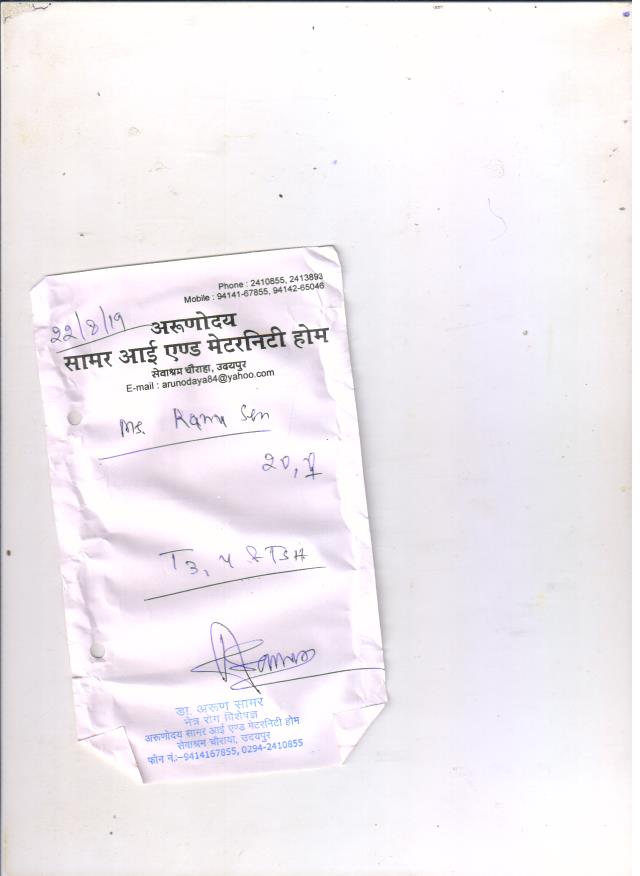 Phone : 2410855, 2413893
Mobile : 94141-67855, 94142-65046
22/8/19
अरूणोदय
सामर आई एण्ड मेटरनिटी होम
सेवाश्रम चौराहा, उदयपुर
E-mail : arunodaya84@yahoo.com
Ms. Sen
20, y
T3, 4 & TSH
डा. अरूण सामर
नेत्र रोग विशेषज्ञ
अरूणोदय सामर आई एण्ड मेटरनिटी होम
सेवाश्रम चौराया, उदयपुर
फोन नं.:-9414167855, 0294-2410855